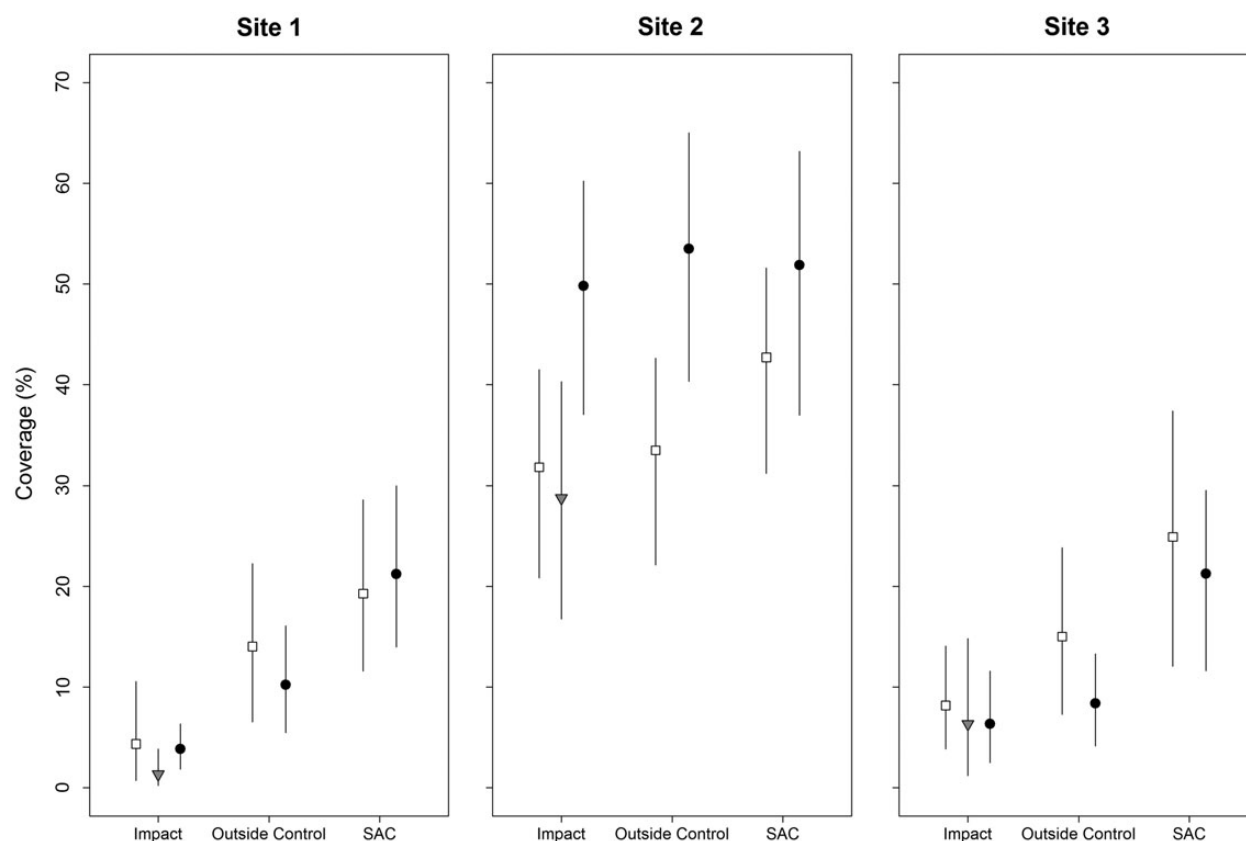 Site 1
Site 2
Site 3
Coverage (%)
70
60
50
40
30
20
10
0
Impact
Outside Control
SAC
Impact
Outside Control
SAC
Impact
Outside Control
SAC